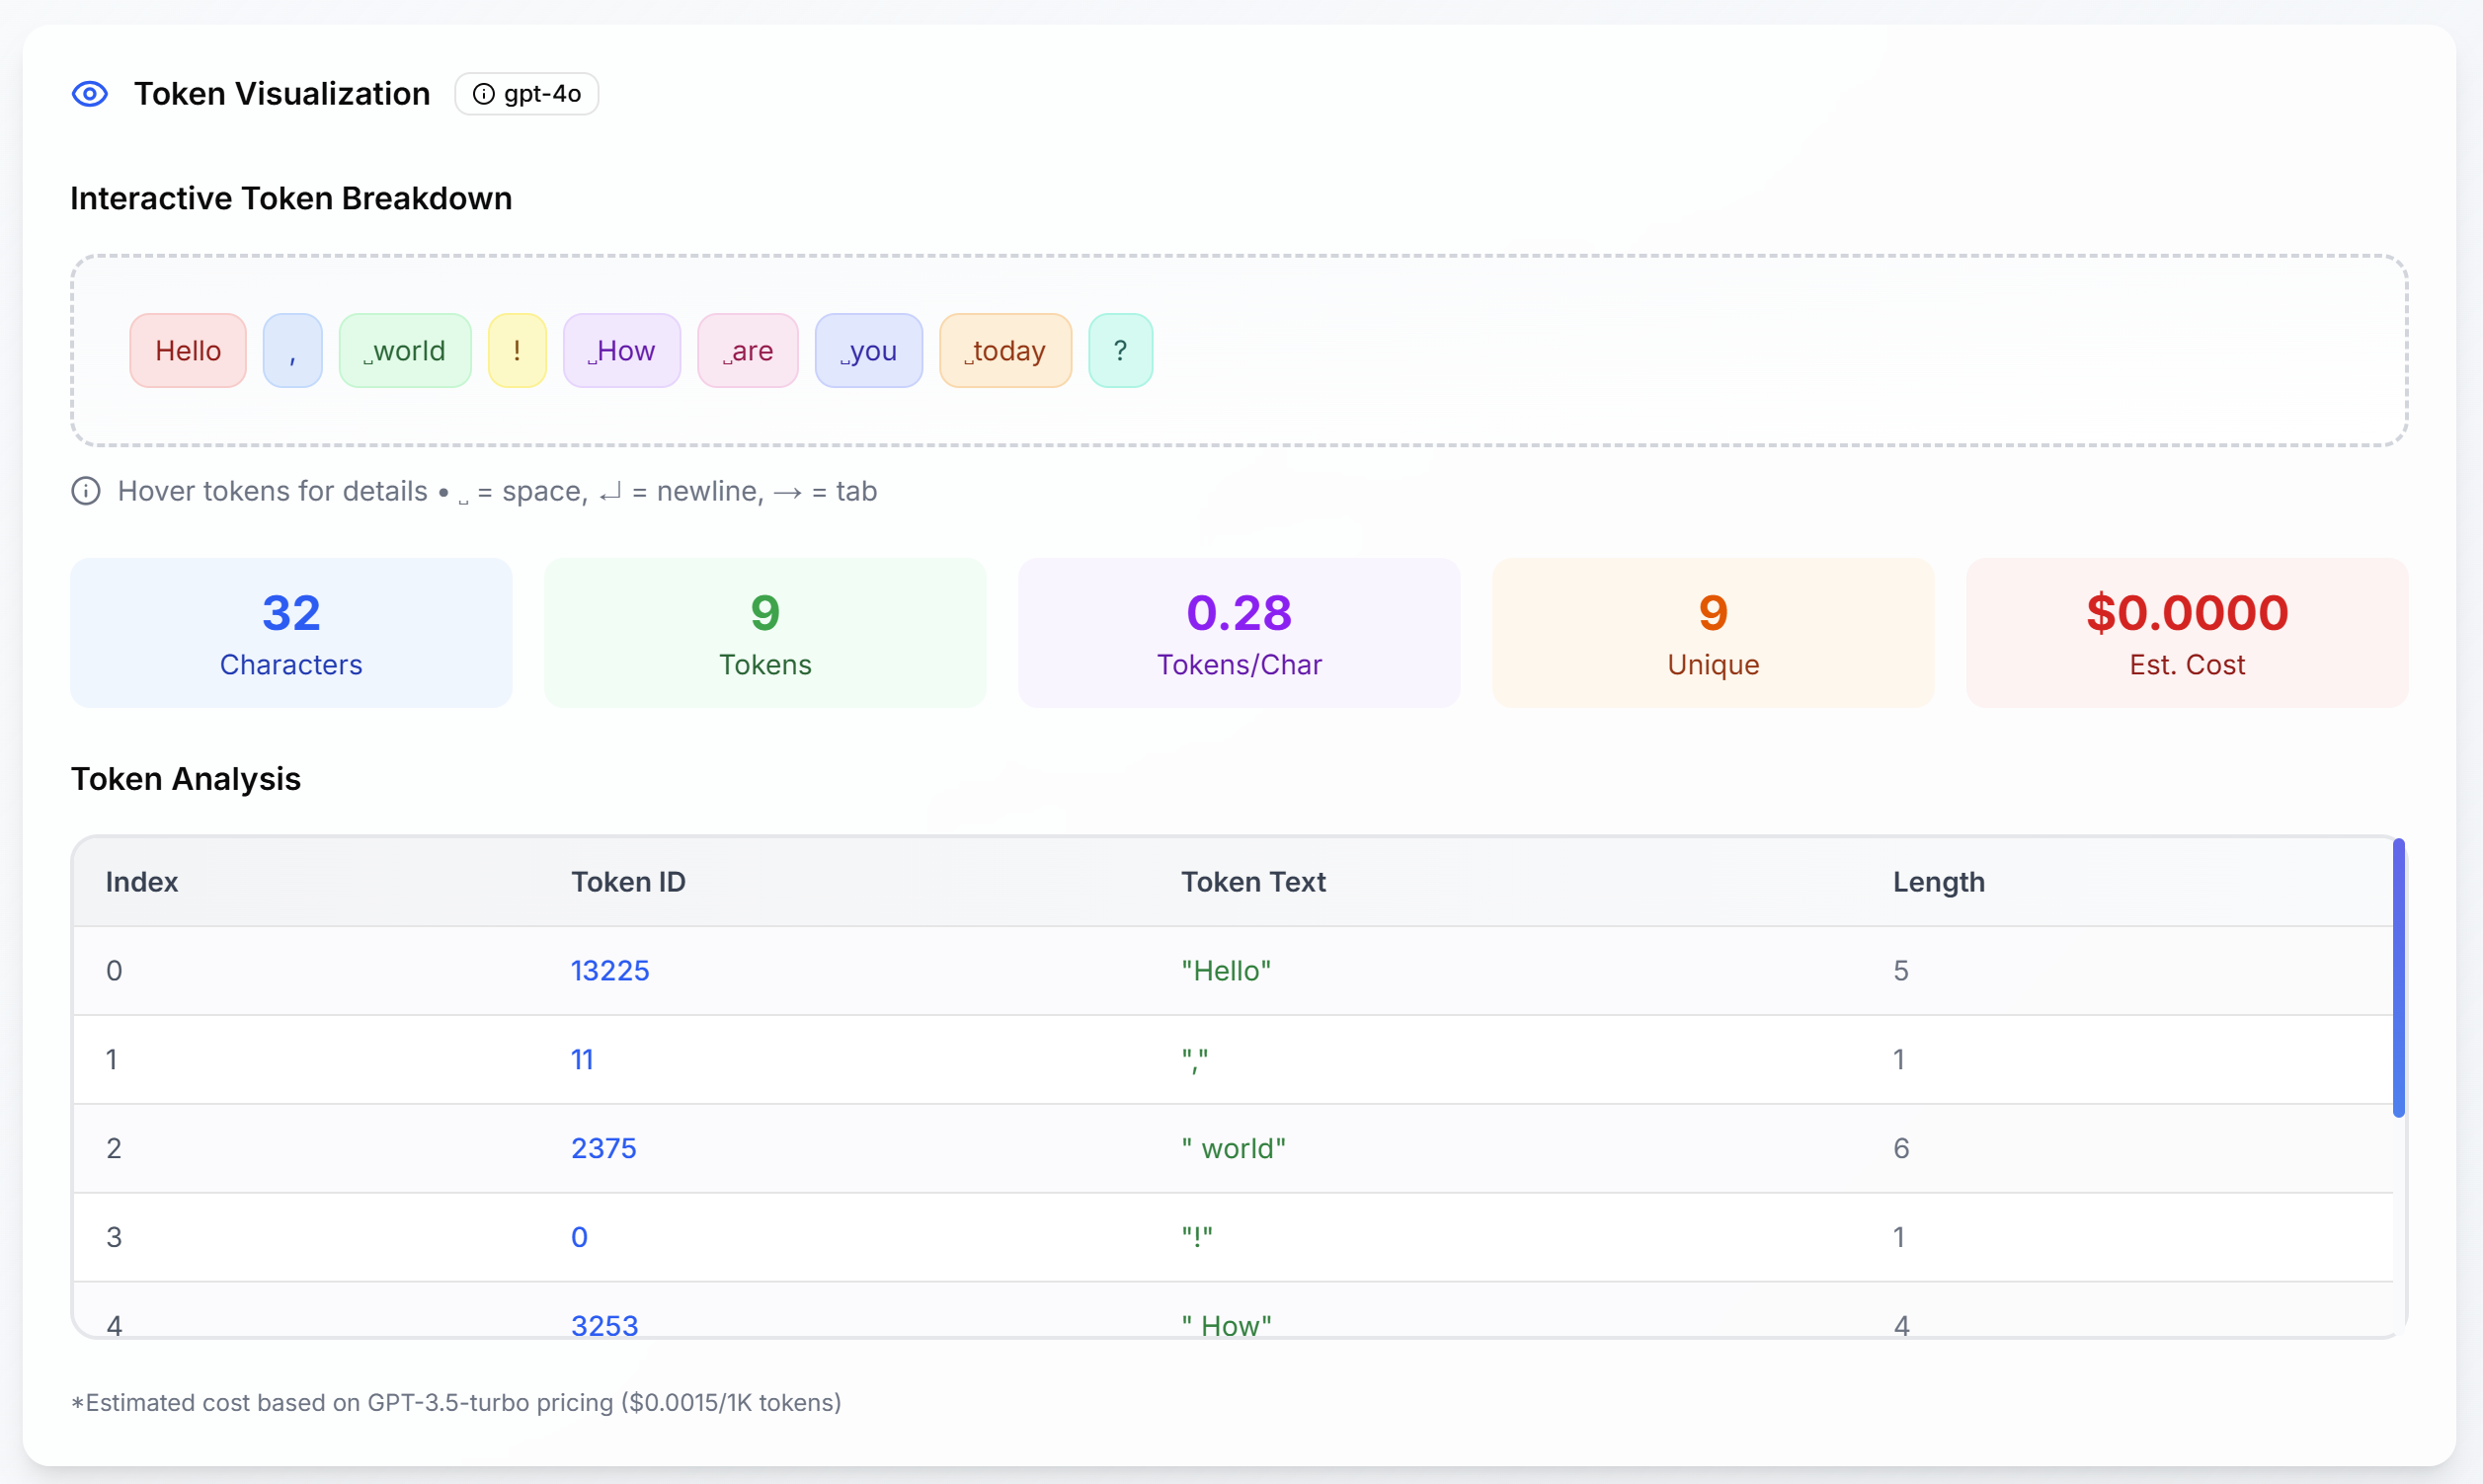 Token Visualization gpt-4o
Interactive Token Breakdown
Hello , ␣world ! ␣How ␣are ␣you ␣today ?
Hover tokens for details • ␣ = space, ↵ = newline, → = tab
32 9 0.28 9 $0.0000
Characters Tokens Tokens/Char Unique Est. Cost
Token Analysis
Index Token ID Token Text Length
0 13225 "Hello" 5
1 11 "," 1
2 2375 " world" 6
3 0 "!" 1
4 3253 " How" 4
*Estimated cost based on GPT-3.5-turbo pricing ($0.0015/1K tokens)